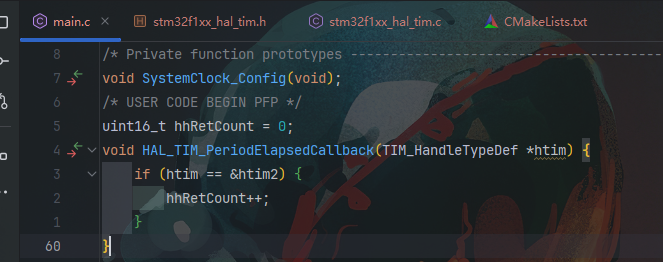 main.c stm32f1xx_hal_tim.h stm32f1xx_hal_tim.c CMakeLists.txt
8 /* Private function prototypes -----------------------------------------------
7 void SystemClock_Config(void);
6 /* USER CODE BEGIN PFP */
5 uint16_t hhRetCount = 0;
4 void HAL_TIM_PeriodElapsedCallback(TIM_HandleTypeDef *htim) {
3 if (htim == &htim2) {
2 hhRetCount++;
1 }
60 }